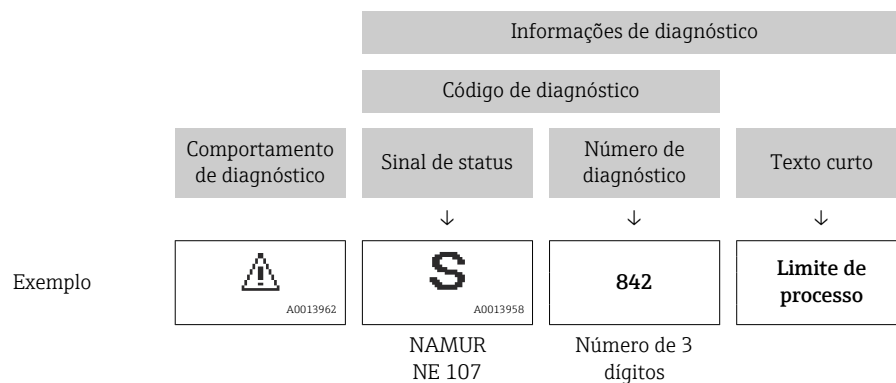 Informações de diagnóstico
Código de diagnóstico
Comportamento
de diagnóstico
Sinal de status
Número de
diagnóstico
Texto curto
↓ ↓ ↓
Exemplo
A0013962
S
A0013958
842
Limite de
processo
NAMUR
NE 107
Número de 3
dígitos